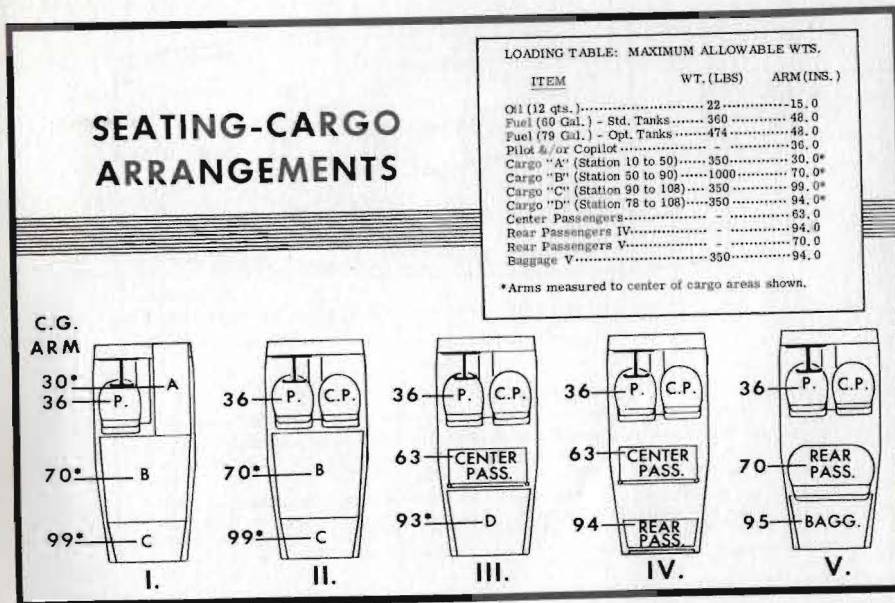 SEATING-CARGO
ARRANGEMENTS
LOADING TABLE: MAXIMUM ALLOWABLE WTS.
ITEM WT. (LBS) ARM (INS.)
Oil (12 qts.)..................22.............-15.0
Fuel (60 Gal.) - Std. Tanks......360............48.0
Fuel (79 Gal.) - Opt. Tanks......474............48.0
Pilot &/or Copilot............... - ............36.0
Cargo "A" (Station 10 to 50)....350............30.0*
Cargo "B" (Station 50 to 90)....1000...........70.0*
Cargo "C" (Station 90 to 108)...350............99.0*
Cargo "D" (Station 78 to 108)...350............94.0*
Center Passengers................ - ............63.0
Rear Passengers IV............... - ............94.0
Rear Passengers V................ - ............70.0
Baggage V.......................350............94.0
*Arms measured to center of cargo areas shown.
C.G.
ARM
30* A
36 P.
70* B
99* C
I.
36 P. C.P.
70* B
99* C
II.
36 P. C.P.
63 CENTER
PASS.
93* D
III.
36 P. C.P.
63 CENTER
PASS.
94 REAR
PASS.
IV.
36 P. C.P.
70 REAR
PASS.
95 BAGG.
V.